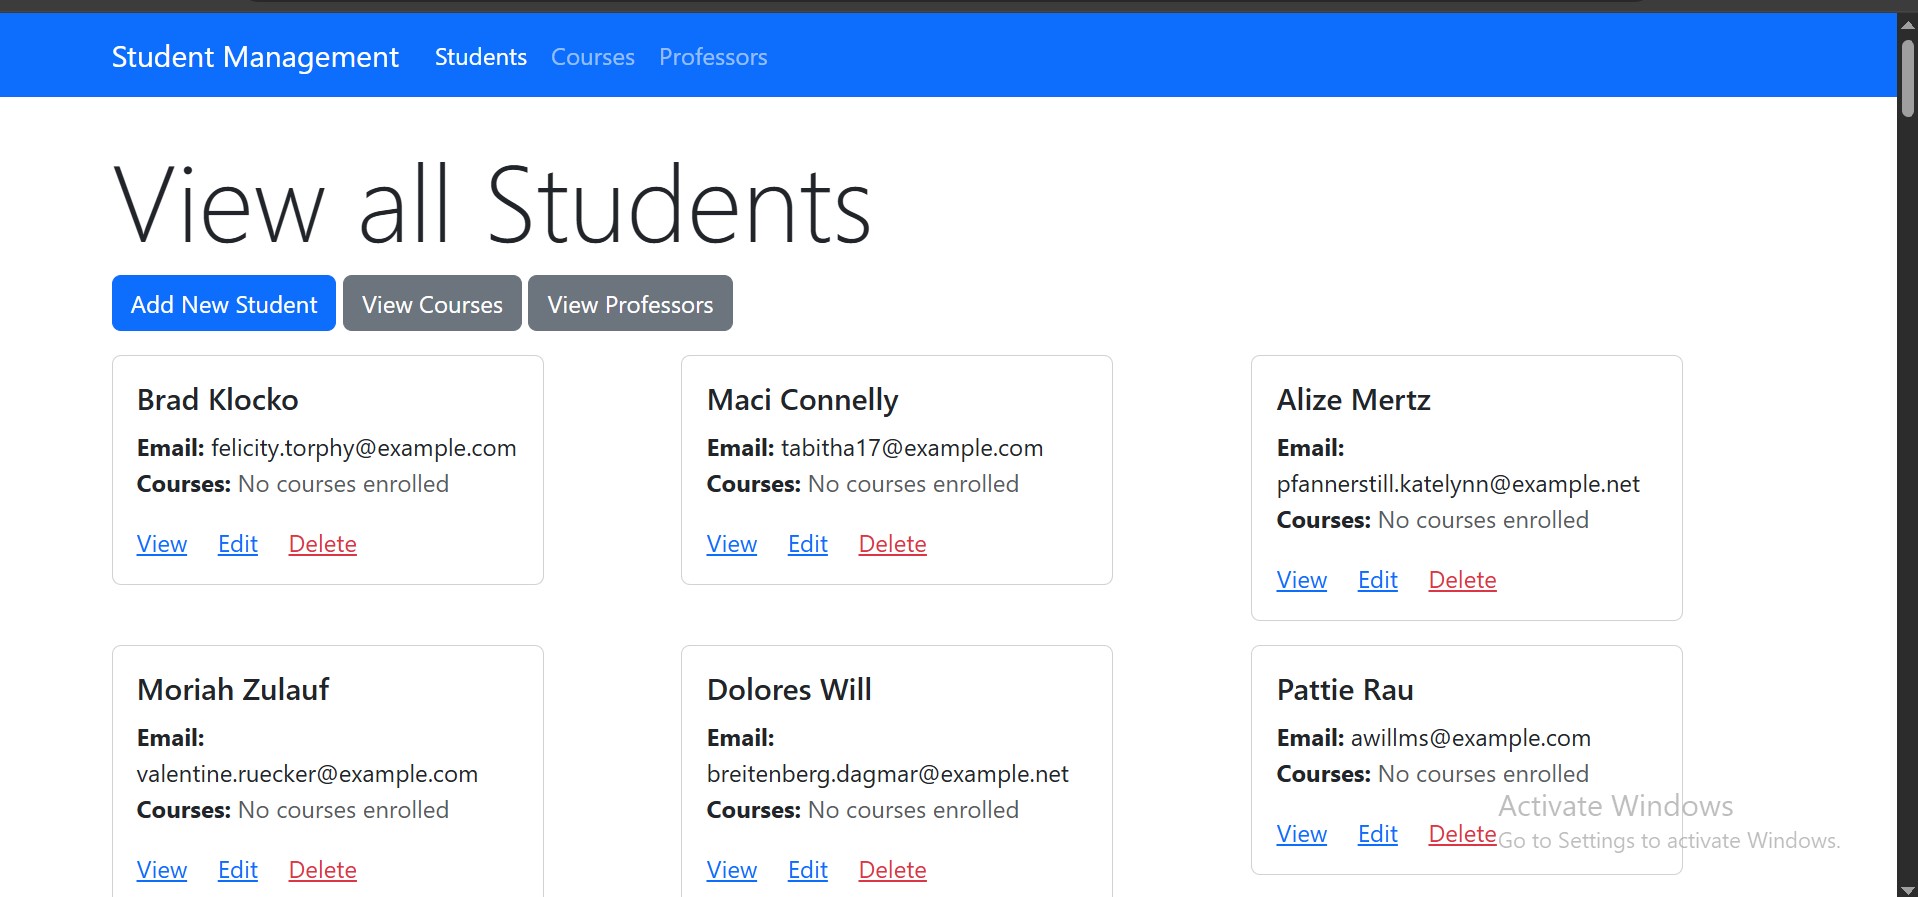 Student Management Students Courses Professors
View all Students
Add New Student View Courses View Professors
Brad Klocko
Email: felicity.torphy@example.com
Courses: No courses enrolled
View Edit Delete
Maci Connelly
Email: tabitha17@example.com
Courses: No courses enrolled
View Edit Delete
Alize Mertz
Email:
pfannerstill.katelynn@example.net
Courses: No courses enrolled
View Edit Delete
Moriah Zulauf
Email:
valentine.ruecker@example.com
Courses: No courses enrolled
View Edit Delete
Dolores Will
Email:
breitenberg.dagmar@example.net
Courses: No courses enrolled
View Edit Delete
Pattie Rau
Email: awillms@example.com
Courses: No courses enrolled
View Edit Delete
Activate Windows
Go to Settings to activate Windows.